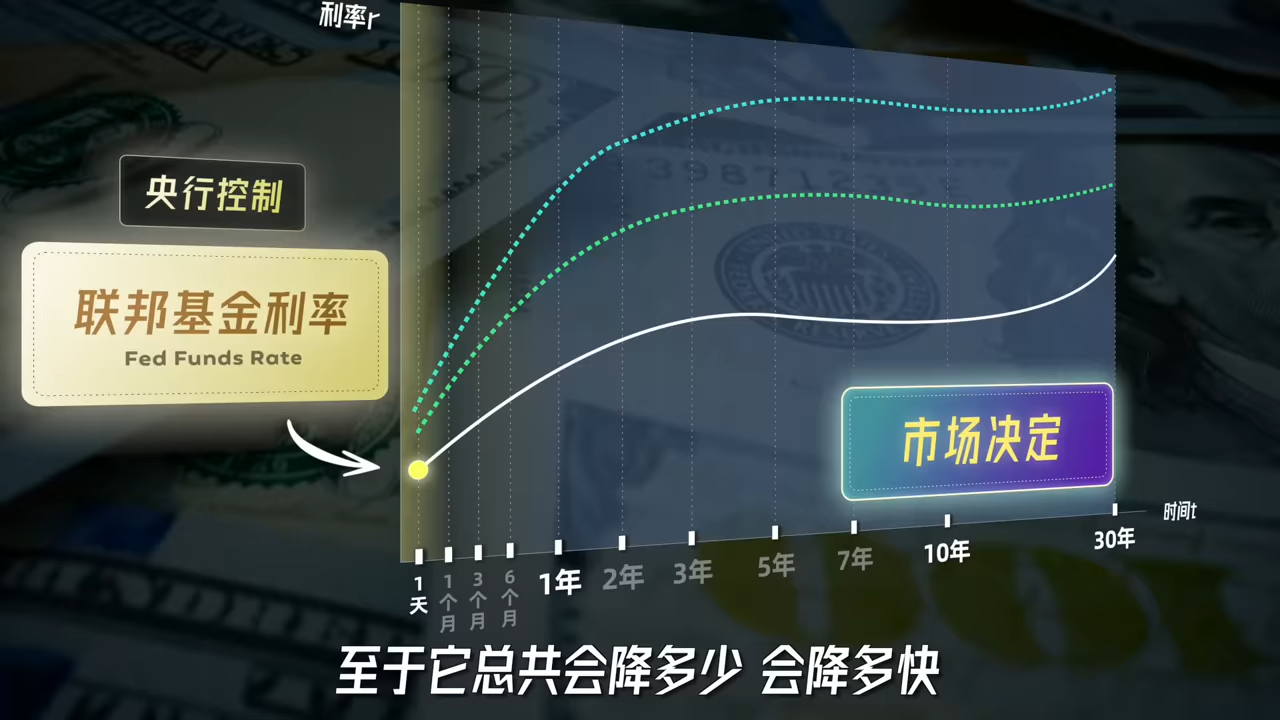 利率r
央行控制
联邦基金利率
Fed Funds Rate
市场决定
时间t
1天
1个月
3个月
6个月
1年
2年
3年
5年
7年
10年
30年
至于它总共会降多少 会降多快